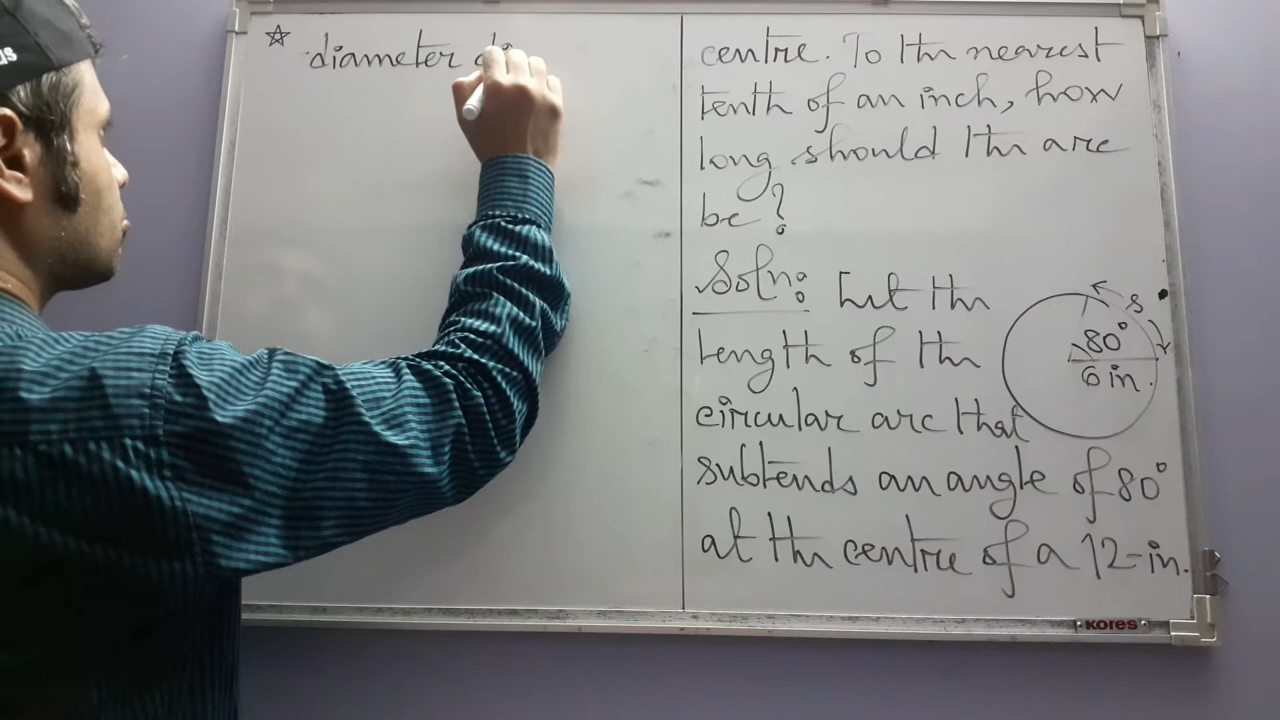 us
☆ diameter di
centre. To the nearest
tenth of an inch, how
long should the arc
be?
Soln: Let the
length of the
circular arc that
subtends an angle of 80°
at the centre of a 12-in.
s
80°
6 in.
KORES